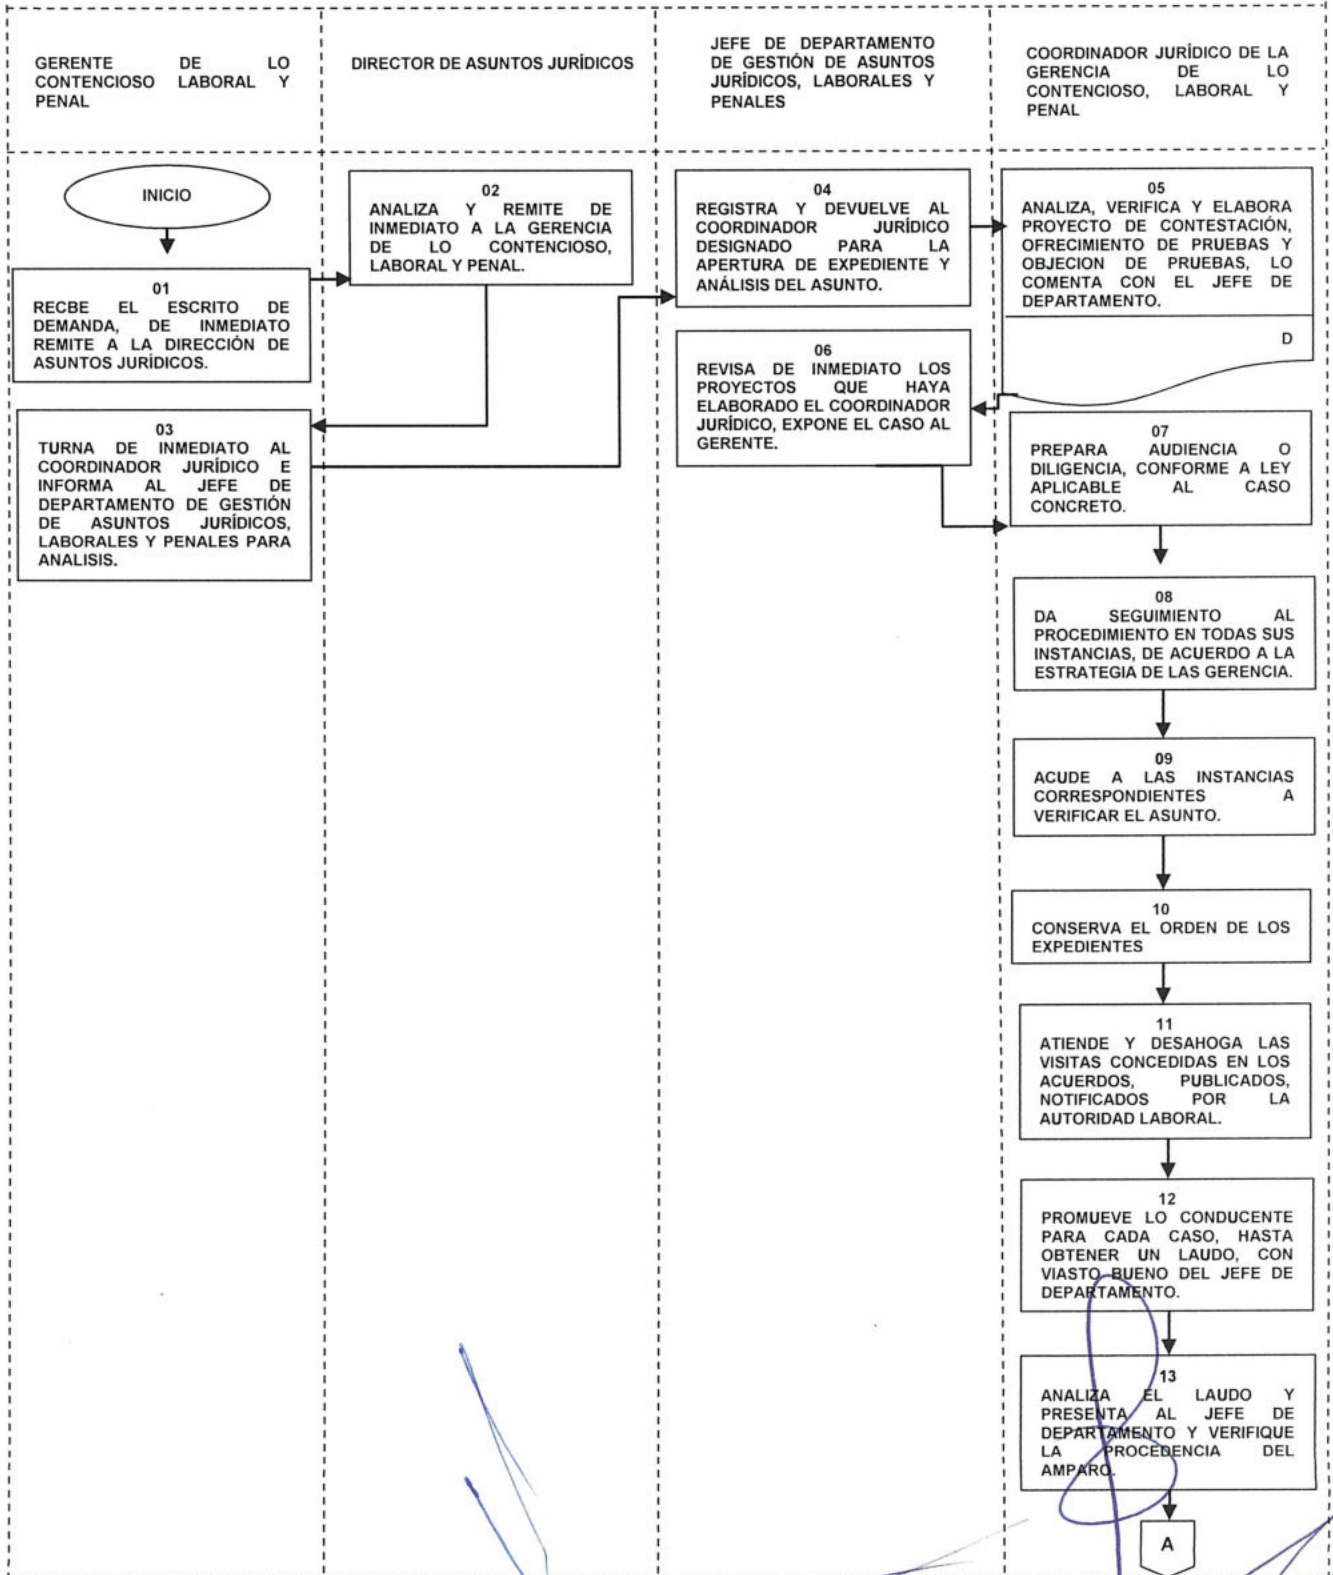 GERENTE DE LO
CONTENCIOSO LABORAL Y
PENAL
DIRECTOR DE ASUNTOS JURÍDICOS
JEFE DE DEPARTAMENTO
DE GESTIÓN DE ASUNTOS
JURÍDICOS, LABORALES Y
PENALES
COORDINADOR JURÍDICO DE LA
GERENCIA DE LO
CONTENCIOSO, LABORAL Y
PENAL
INICIO
01
RECBE EL ESCRITO DE
DEMANDA, DE INMEDIATO
REMITE A LA DIRECCIÓN DE
ASUNTOS JURÍDICOS.
02
ANALIZA Y REMITE DE
INMEDIATO A LA GERENCIA
DE LO CONTENCIOSO,
LABORAL Y PENAL.
03
TURNA DE INMEDIATO AL
COORDINADOR JURÍDICO E
INFORMA AL JEFE DE
DEPARTAMENTO DE GESTIÓN
DE ASUNTOS JURÍDICOS,
LABORALES Y PENALES PARA
ANALISIS.
04
REGISTRA Y DEVUELVE AL
COORDINADOR JURÍDICO
DESIGNADO PARA LA
APERTURA DE EXPEDIENTE Y
ANÁLISIS DEL ASUNTO.
05
ANALIZA, VERIFICA Y ELABORA
PROYECTO DE CONTESTACIÓN,
OFRECIMIENTO DE PRUEBAS Y
OBJECION DE PRUEBAS, LO
COMENTA CON EL JEFE DE
DEPARTAMENTO.
D
06
REVISA DE INMEDIATO LOS
PROYECTOS QUE HAYA
ELABORADO EL COORDINADOR
JURÍDICO, EXPONE EL CASO AL
GERENTE.
07
PREPARA AUDIENCIA O
DILIGENCIA, CONFORME A LEY
APLICABLE AL CASO
CONCRETO.
08
DA SEGUIMIENTO AL
PROCEDIMIENTO EN TODAS SUS
INSTANCIAS, DE ACUERDO A LA
ESTRATEGIA DE LAS GERENCIA.
09
ACUDE A LAS INSTANCIAS
CORRESPONDIENTES A
VERIFICAR EL ASUNTO.
10
CONSERVA EL ORDEN DE LOS
EXPEDIENTES
11
ATIENDE Y DESAHOGA LAS
VISITAS CONCEDIDAS EN LOS
ACUERDOS, PUBLICADOS,
NOTIFICADOS POR LA
AUTORIDAD LABORAL.
12
PROMUEVE LO CONDUCENTE
PARA CADA CASO, HASTA
OBTENER UN LAUDO, CON
VIASTO BUENO DEL JEFE DE
DEPARTAMENTO.
13
ANALIZA EL LAUDO Y
PRESENTA AL JEFE DE
DEPARTAMENTO Y VERIFIQUE
LA PROCEDENCIA DEL
AMPARO.
A